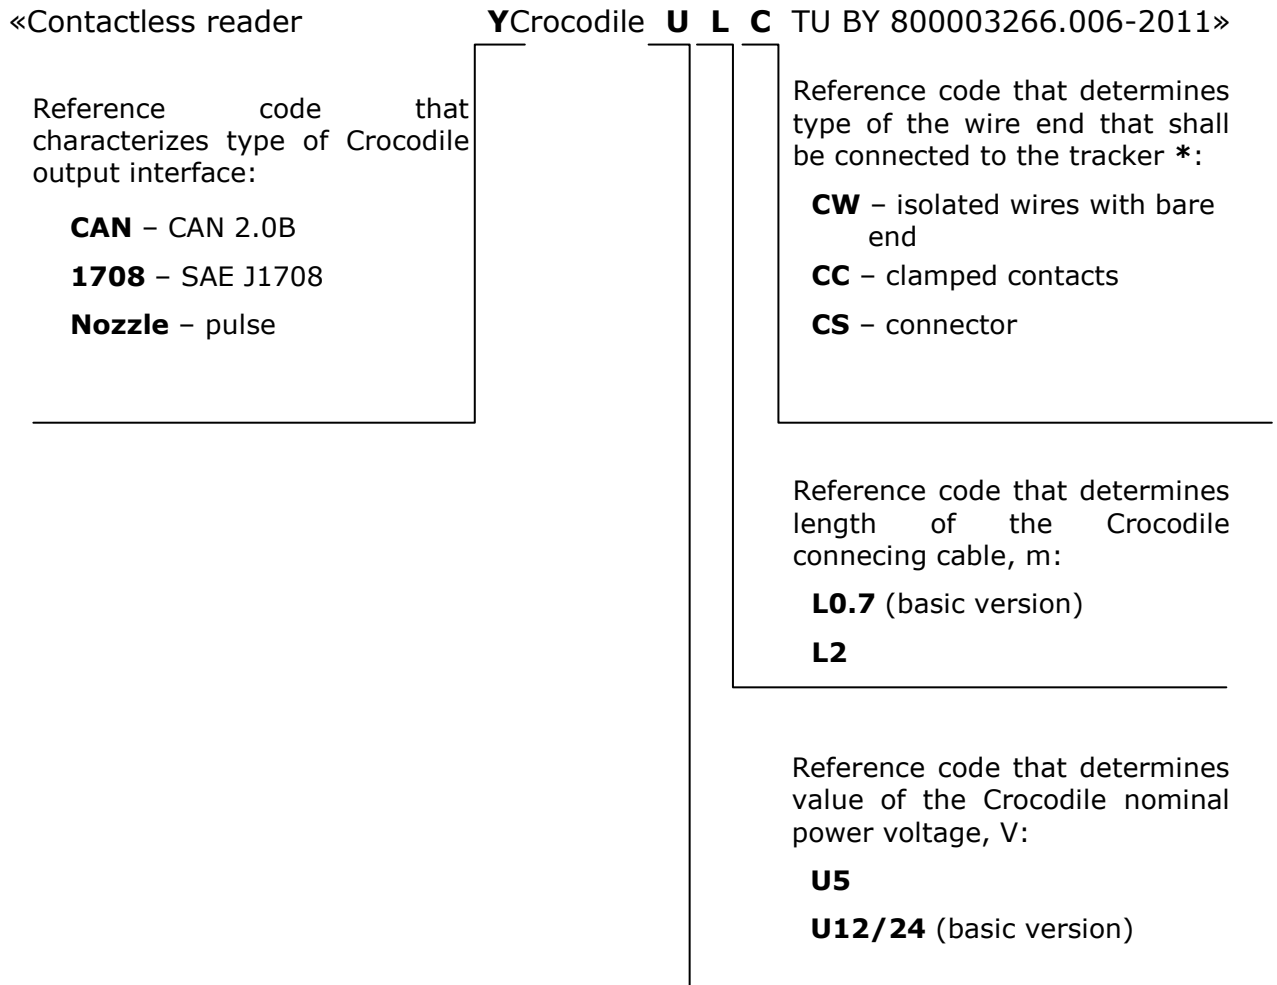 «Contactless reader YCrocodile U L C TU BY 800003266.006-2011»
Reference code that
characterizes type of Crocodile
output interface:
CAN – CAN 2.0B
1708 – SAE J1708
Nozzle – pulse
Reference code that determines
type of the wire end that shall
be connected to the tracker *:
CW – isolated wires with bare
end
CC – clamped contacts
CS – connector
Reference code that determines
length of the Crocodile
connecing cable, m:
L0.7 (basic version)
L2
Reference code that determines
value of the Crocodile nominal
power voltage, V:
U5
U12/24 (basic version)